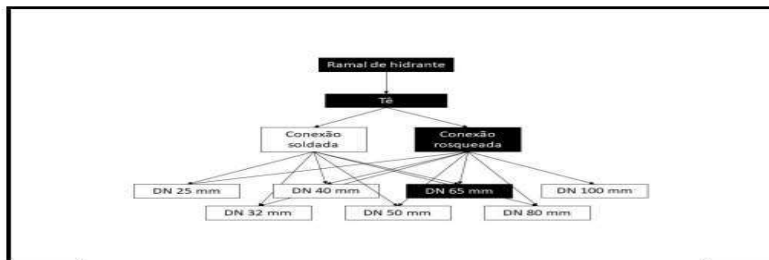 Ramal de hidrante
Tê
Conexão
soldada
Conexão
rosqueada
DN 25 mm
DN 40 mm
DN 65 mm
DN 100 mm
DN 32 mm
DN 50 mm
DN 80 mm